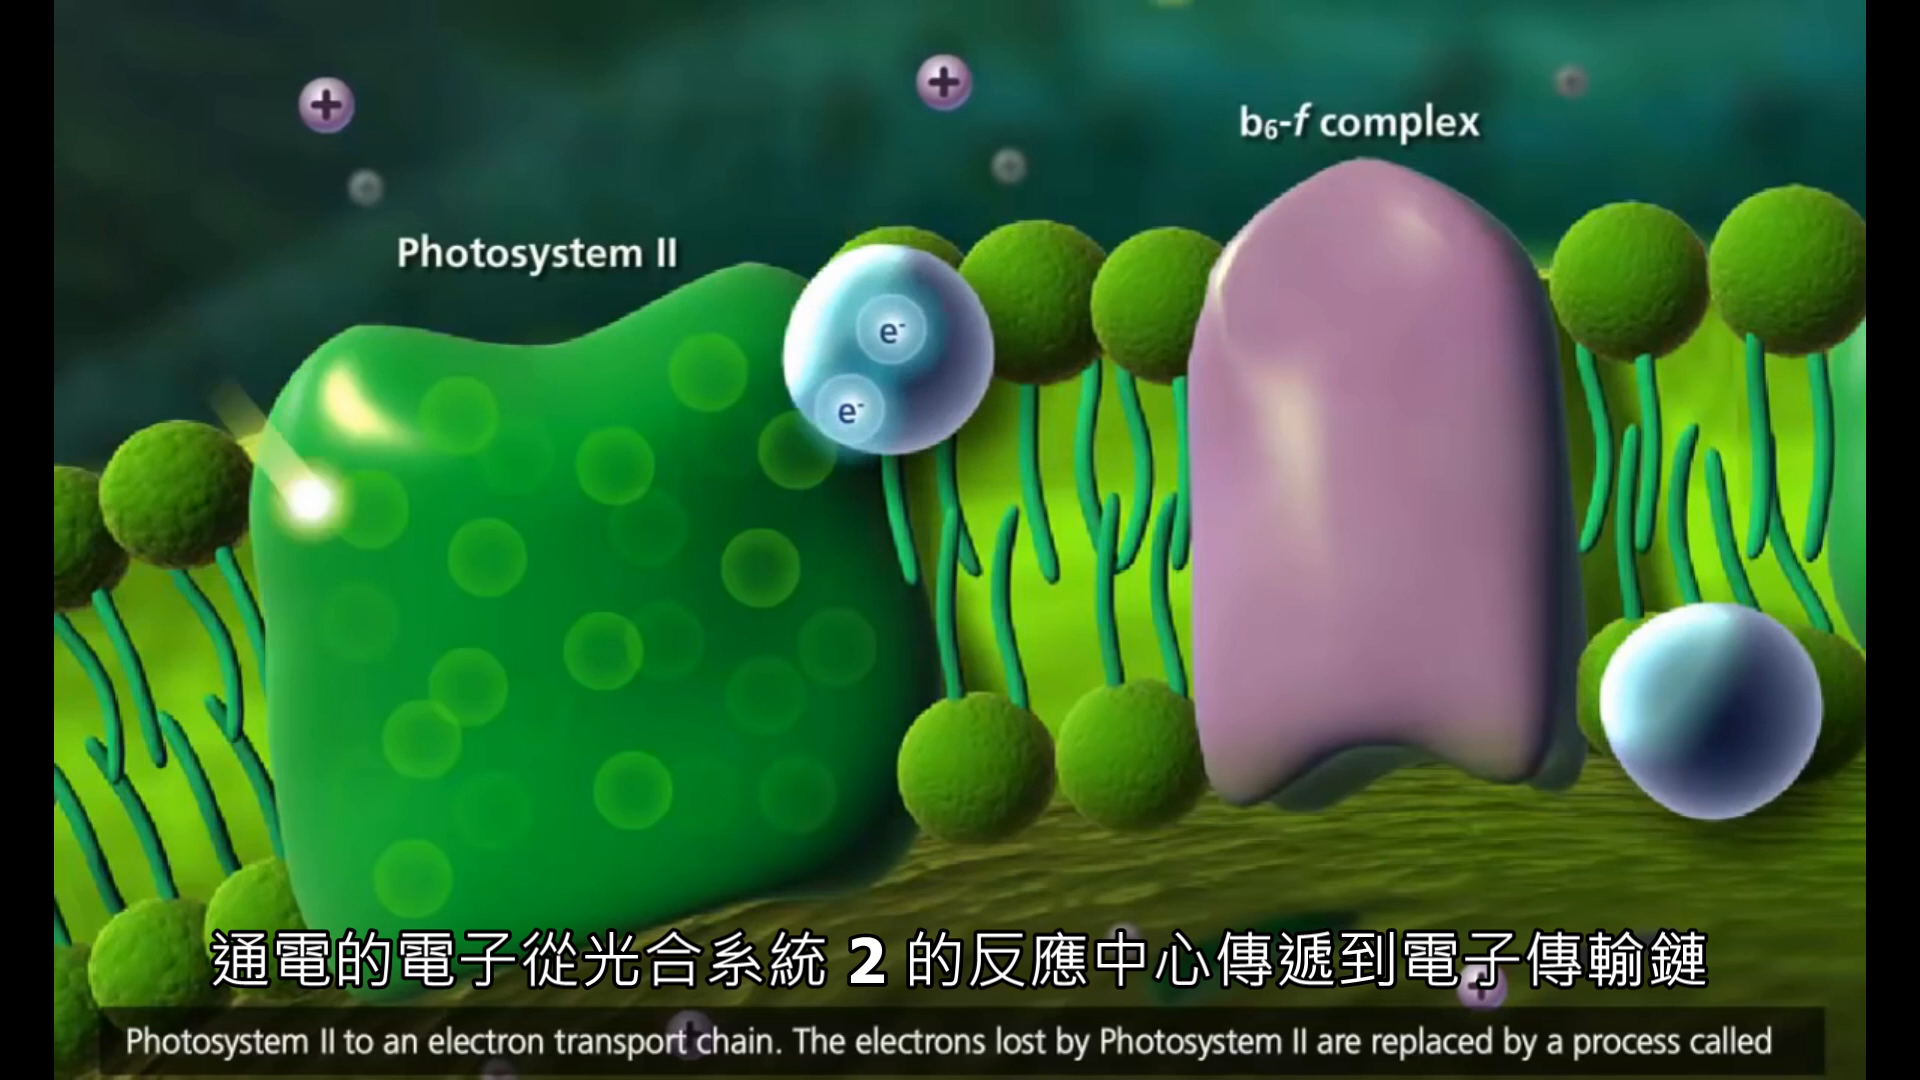 b₆-f complex
Photosystem II
e⁻
e⁻
通電的電子從光合系統 2 的反應中心傳遞到電子傳輸鏈
Photosystem II to an electron transport chain. The electrons lost by Photosystem II are replaced by a process called